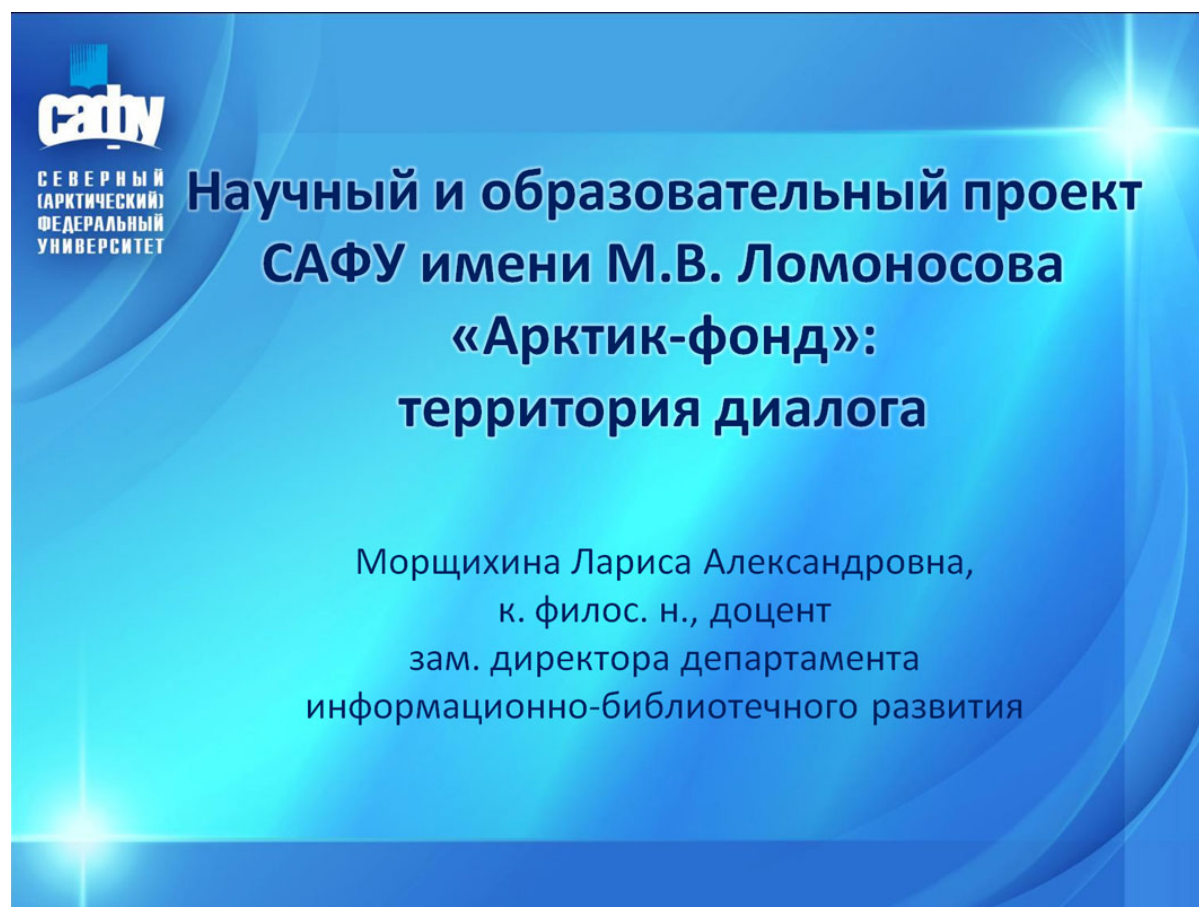 сафу
СЕВЕРНЫЙ
(АРКТИЧЕСКИЙ)
ФЕДЕРАЛЬНЫЙ
УНИВЕРСИТЕТ
Научный и образовательный проект
САФУ имени М.В. Ломоносова
«Арктик-фонд»:
территория диалога
Морщихина Лариса Александровна,
к. филос. н., доцент
зам. директора департамента
информационно-библиотечного развития